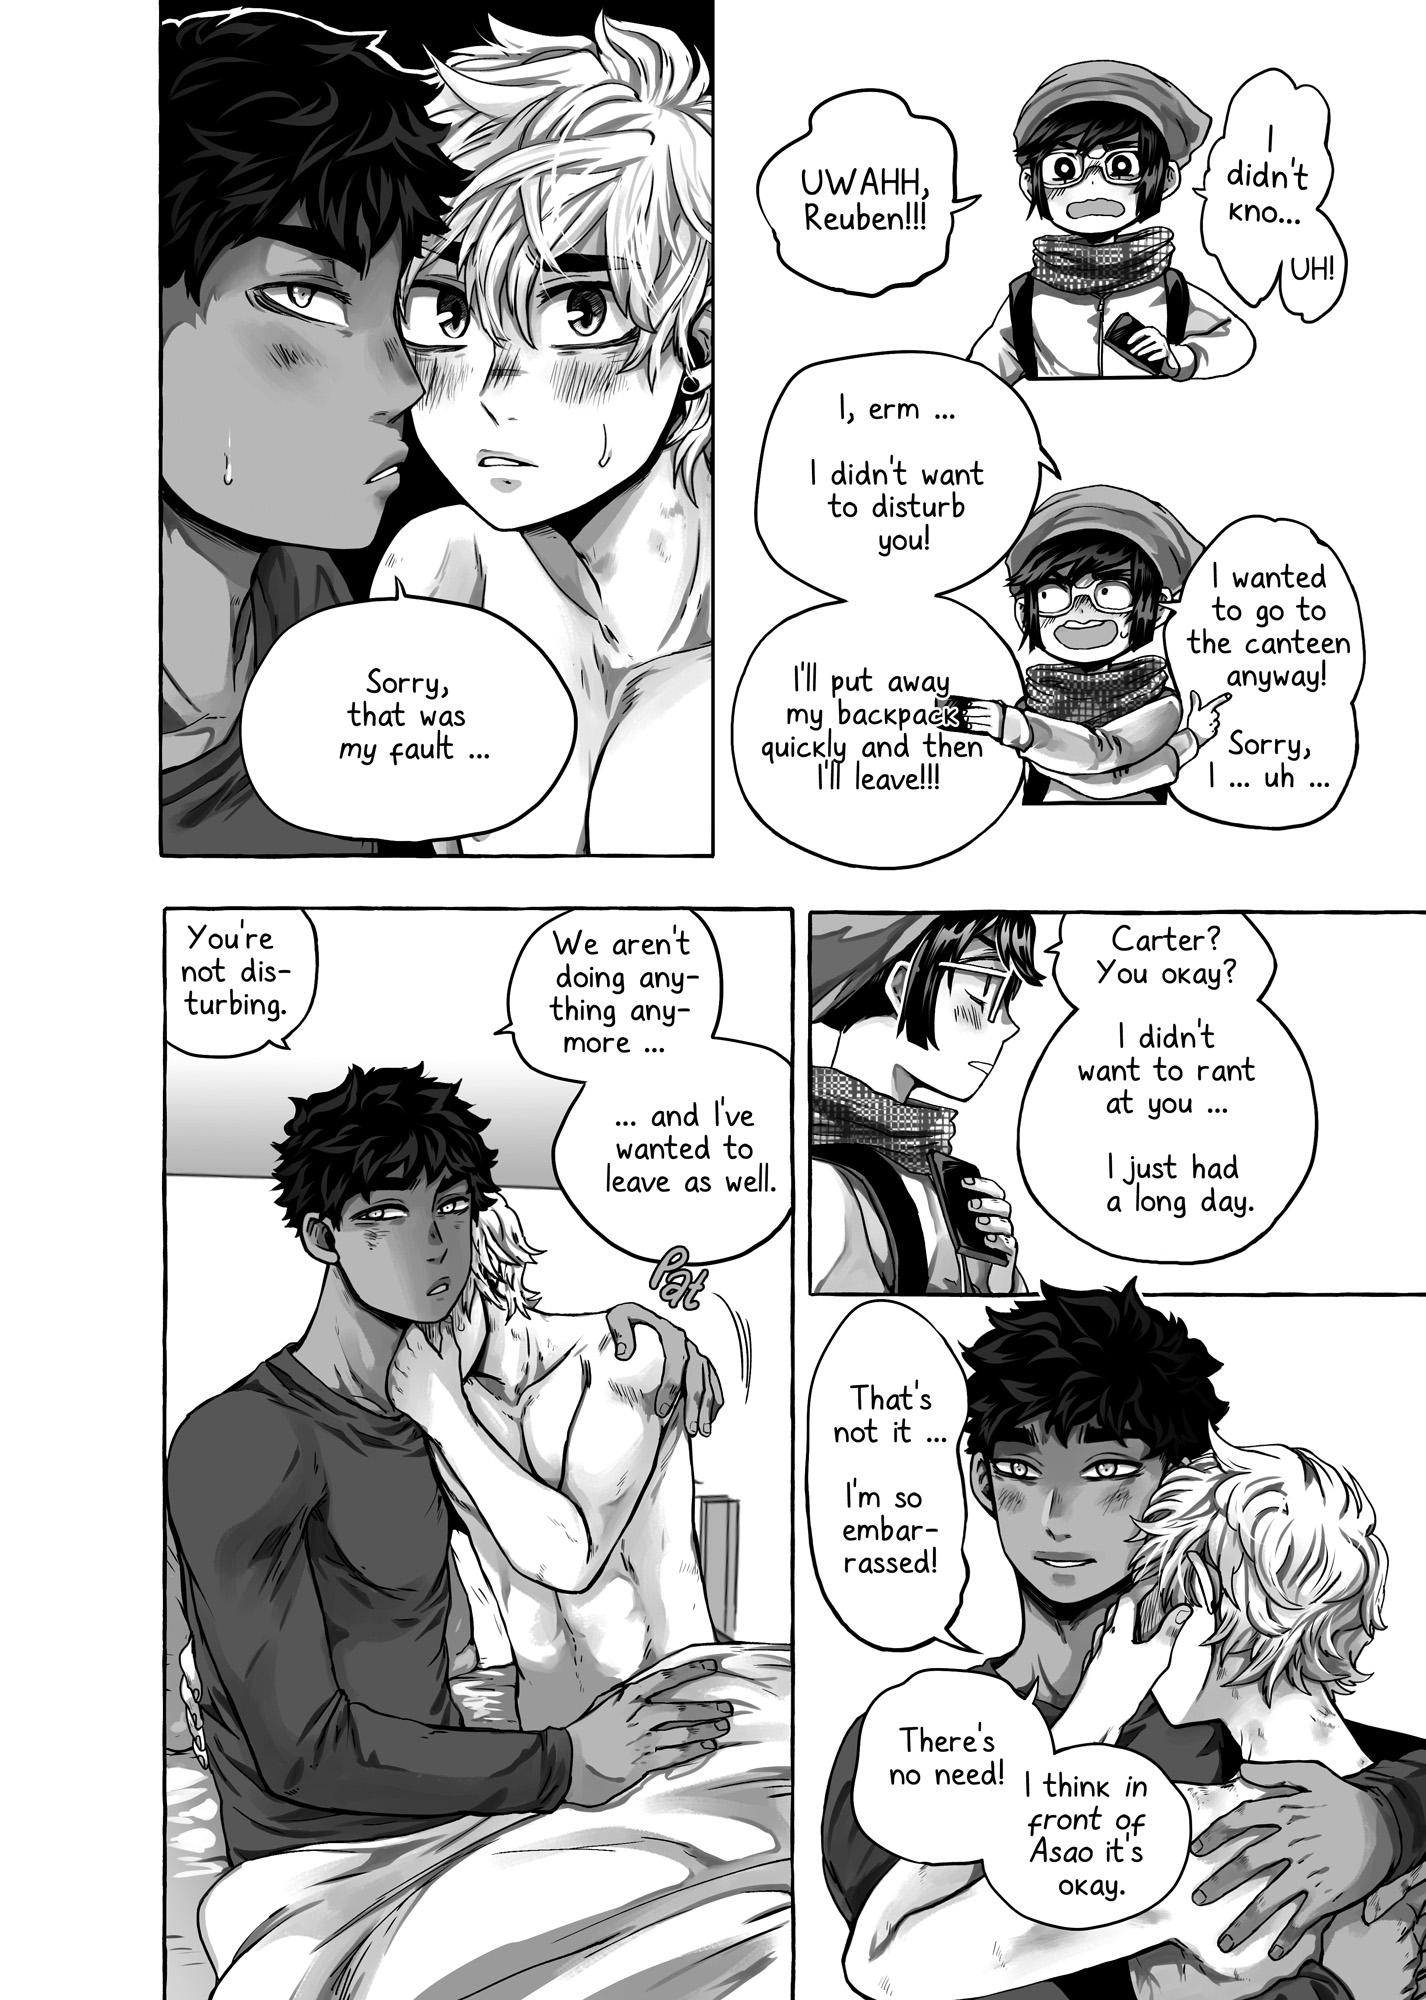 Sorry,
that was
my fault ...
UWAHH,
Reuben!!!
I
didn't
kno...
UH!
I, erm ...
I didn't want
to disturb
you!
I'll put away
my backpack
quickly and then
I'll leave!!!
I wanted
to go to
the canteen
anyway!
Sorry,
I ... uh ...
You're
not dis-
turbing.
We aren't
doing any-
thing any-
more ...
... and I've
wanted to
leave as well.
Pat
Carter?
You okay?
I didn't
want to rant
at you ...
I just had
a long day.
That's
not it ...
I'm so
embar-
rassed!
There's
no need!
I think in
front of
Asao it's
okay.